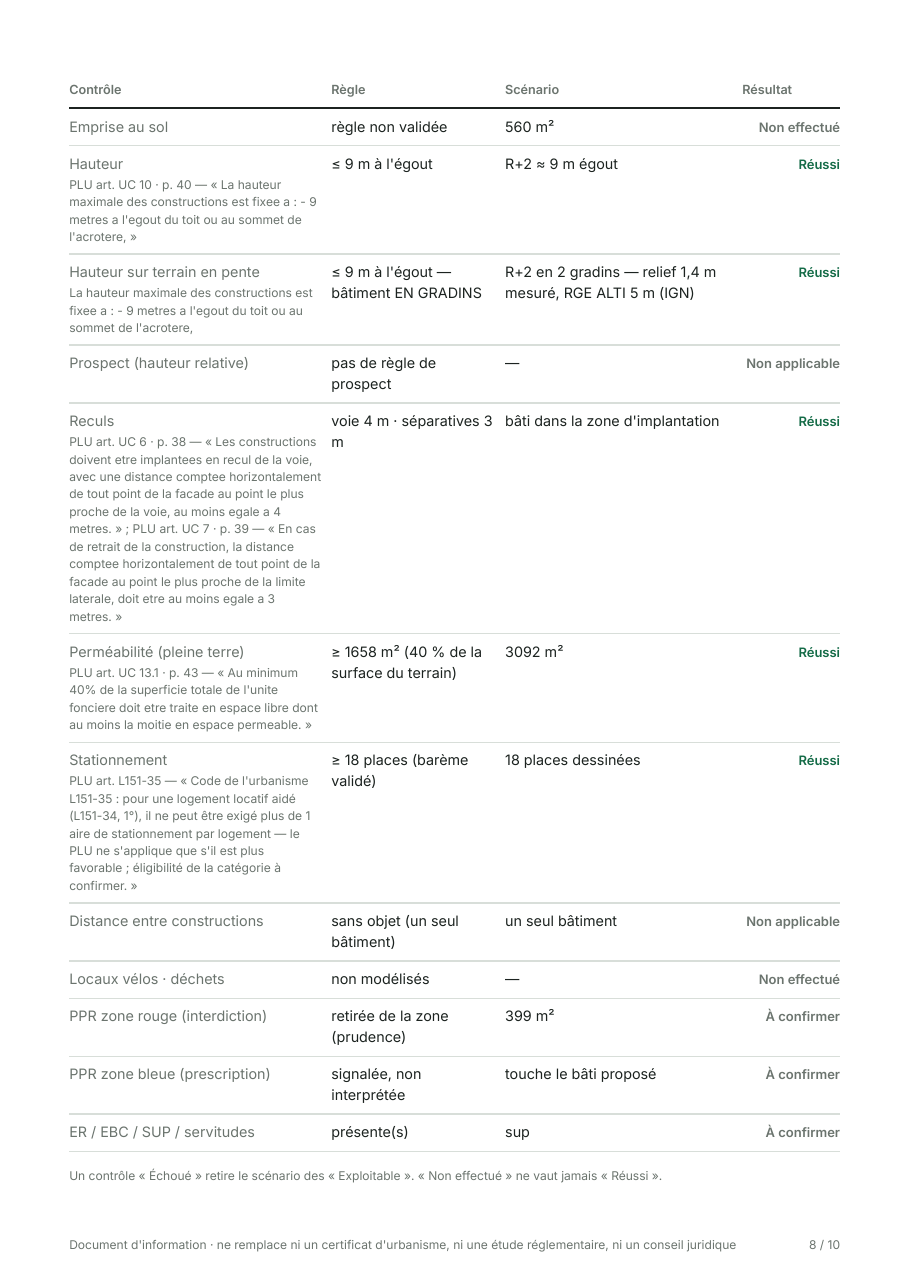 Contrôle Règle Scénario Résultat
Emprise au sol règle non validée 560 m² Non effectué
Hauteur ≤ 9 m à l'égout R+2 ≈ 9 m égout Réussi
PLU art. UC 10 · p. 40 — « La hauteur
maximale des constructions est fixee a : - 9
metres a l'egout du toit ou au sommet de
l'acrotere, »
Hauteur sur terrain en pente ≤ 9 m à l'égout — R+2 en 2 gradins — relief 1,4 m Réussi
bâtiment EN GRADINS mesuré, RGE ALTI 5 m (IGN)
La hauteur maximale des constructions est
fixee a : - 9 metres a l'egout du toit ou au
sommet de l'acrotere,
Prospect (hauteur relative) pas de règle de — Non applicable
prospect
Reculs voie 4 m · séparatives 3 bâti dans la zone d'implantation Réussi
m
PLU art. UC 6 · p. 38 — « Les constructions
doivent etre implantees en recul de la voie,
avec une distance comptee horizontalement
de tout point de la facade au point le plus
proche de la voie, au moins egale a 4
metres. » ; PLU art. UC 7 · p. 39 — « En cas
de retrait de la construction, la distance
comptee horizontalement de tout point de la
facade au point le plus proche de la limite
laterale, doit etre au moins egale a 3
metres. »
Perméabilité (pleine terre) ≥ 1658 m² (40 % de la 3092 m² Réussi
surface du terrain)
PLU art. UC 13.1 · p. 43 — « Au minimum
40% de la superficie totale de l'unite
fonciere doit etre traite en espace libre dont
au moins la moitie en espace permeable. »
Stationnement ≥ 18 places (barème 18 places dessinées Réussi
validé)
PLU art. L151-35 — « Code de l'urbanisme
L151-35 : pour une logement locatif aidé
(L151-34, 1°), il ne peut être exigé plus de 1
aire de stationnement par logement — le
PLU ne s'applique que s'il est plus
favorable ; éligibilité de la catégorie à
confirmer. »
Distance entre constructions sans objet (un seul un seul bâtiment Non applicable
bâtiment)
Locaux vélos · déchets non modélisés — Non effectué
PPR zone rouge (interdiction) retirée de la zone 399 m² À confirmer
(prudence)
PPR zone bleue (prescription) signalée, non touche le bâti proposé À confirmer
interprétée
ER / EBC / SUP / servitudes présente(s) sup À confirmer
Un contrôle « Échoué » retire le scénario des « Exploitable ». « Non effectué » ne vaut jamais « Réussi ».
Document d'information · ne remplace ni un certificat d'urbanisme, ni une étude réglementaire, ni un conseil juridique 8 / 10